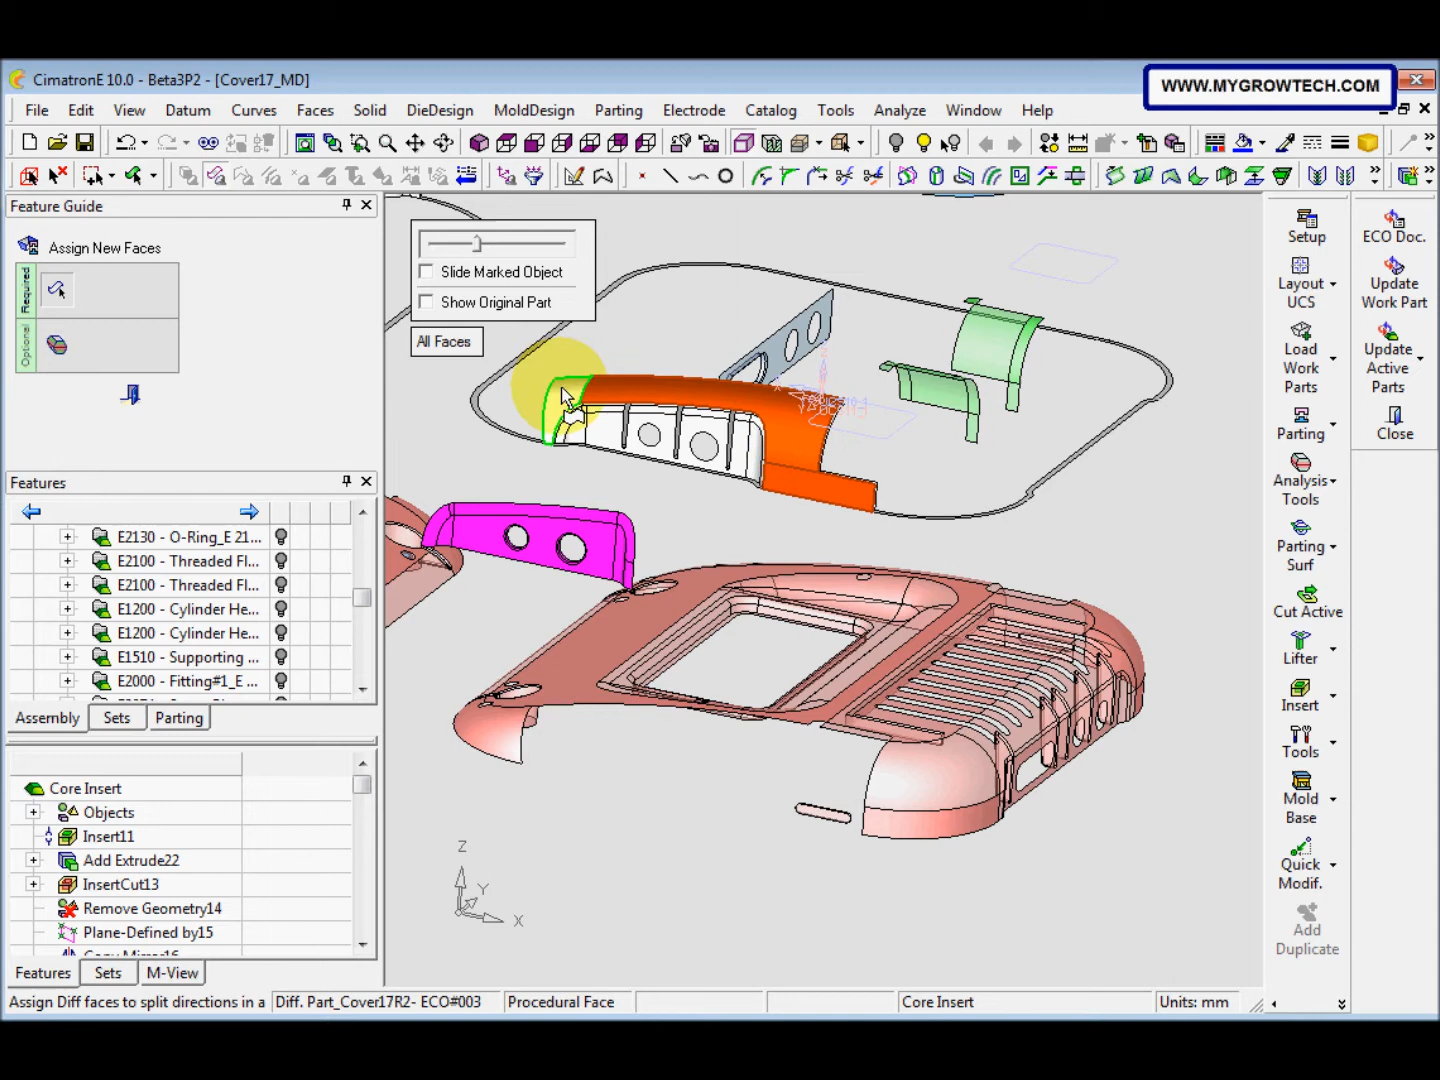 CimatronE 10.0 - Beta3P2 - [Cover17_MD]
WWW.MYGROWTECH.COM
File Edit View Datum Curves Faces Solid DieDesign MoldDesign Parting Electrode Catalog Tools Analyze Window Help
Feature Guide
Assign New Faces
Required
Optional
Slide Marked Object
Show Original Part
All Faces
Features
E2130 - O-Ring_E 21...
E2100 - Threaded Fl...
E2100 - Threaded Fl...
E1200 - Cylinder He...
E1200 - Cylinder He...
E1510 - Supporting ...
E2000 - Fitting#1_E ...
Assembly Sets Parting
Core Insert
Objects
Insert11
Add Extrude22
InsertCut13
Remove Geometry14
Plane-Defined by15
Features Sets M-View
Z
Y
X
Setup
Layout
UCS
Load
Work
Parts
Parting
Analysis
Tools
Parting
Surf
Cut Active
Lifter
Insert
Tools
Mold
Base
Quick
Modif.
Add
Duplicate
ECO Doc.
Update
Work Part
Update
Active
Parts
Close
Assign Diff faces to split directions in a
Diff. Part_Cover17R2- ECO#003
Procedural Face
Core Insert
Units: mm